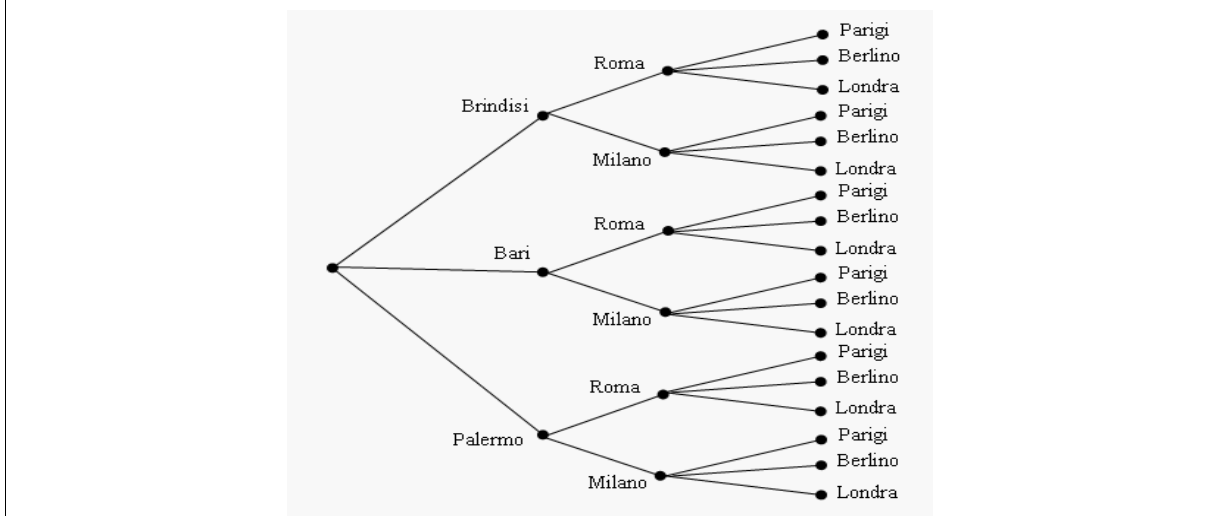 Parigi
Berlino
Roma
Londra
Brindisi
Parigi
Berlino
Milano
Londra
Parigi
Berlino
Roma
Londra
Bari
Parigi
Berlino
Milano
Londra
Parigi
Berlino
Roma
Londra
Palermo
Parigi
Berlino
Milano
Londra